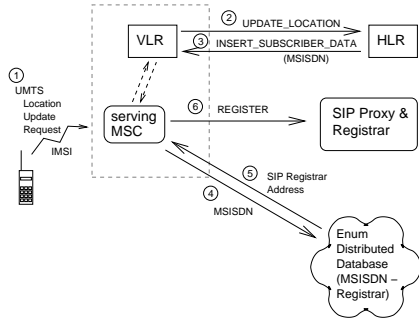 2
UPDATE_LOCATION
VLR
HLR
3
INSERT_SUBSCRIBER_DATA
(MSISDN)
1
UMTS
Location
Update
Request
IMSI
serving
MSC
6
REGISTER
SIP Proxy &
Registrar
5
SIP Registrar
Address
4
MSISDN
Enum
Distributed
Database
(MSISDN –
Registrar)